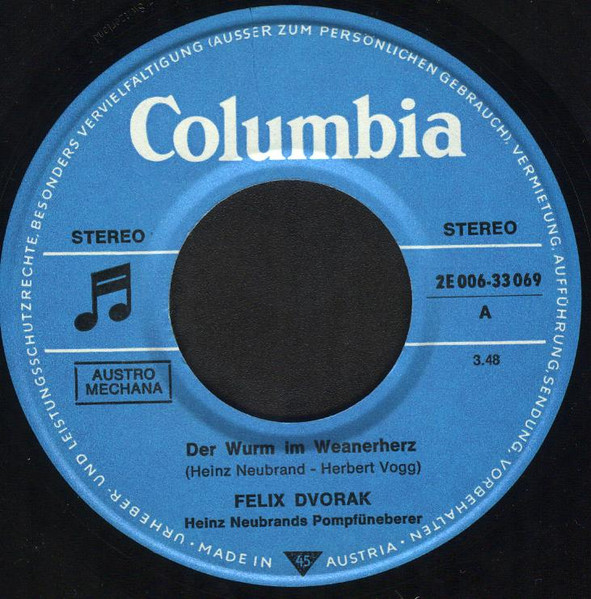 URHEBER- UND LEISTUNGSSCHUTZRECHTE, BESONDERS VERVIELFÄLTIGUNG (AUSSER ZUM PERSÖNLICHEN GEBRAUCH), VERMIETUNG, AUFFÜHRUNG, SENDUNG, VORBEHALTEN
Columbia
STEREO
STEREO
2E 006-33 069
A
AUSTRO
MECHANA
3.48
Der Wurm im Weanerherz
(Heinz Neubrand - Herbert Vogg)
FELIX DVORAK
Heinz Neubrands Pompfüneberer
• MADE IN 45 AUSTRIA •